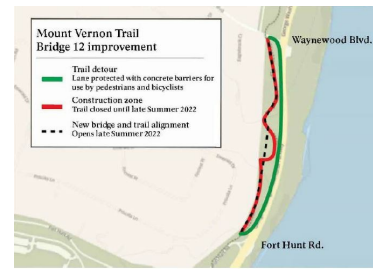 Mount Vernon Trail
Bridge 12 improvement
Trail detour
Lane protected with concrete barriers for
use by pedestrians and bicyclists
Construction zone
Trail closed until late Summer 2022
New bridge and trail alignment
Opens late Summer 2022
Waynewood Blvd.
Fort Hunt Rd.